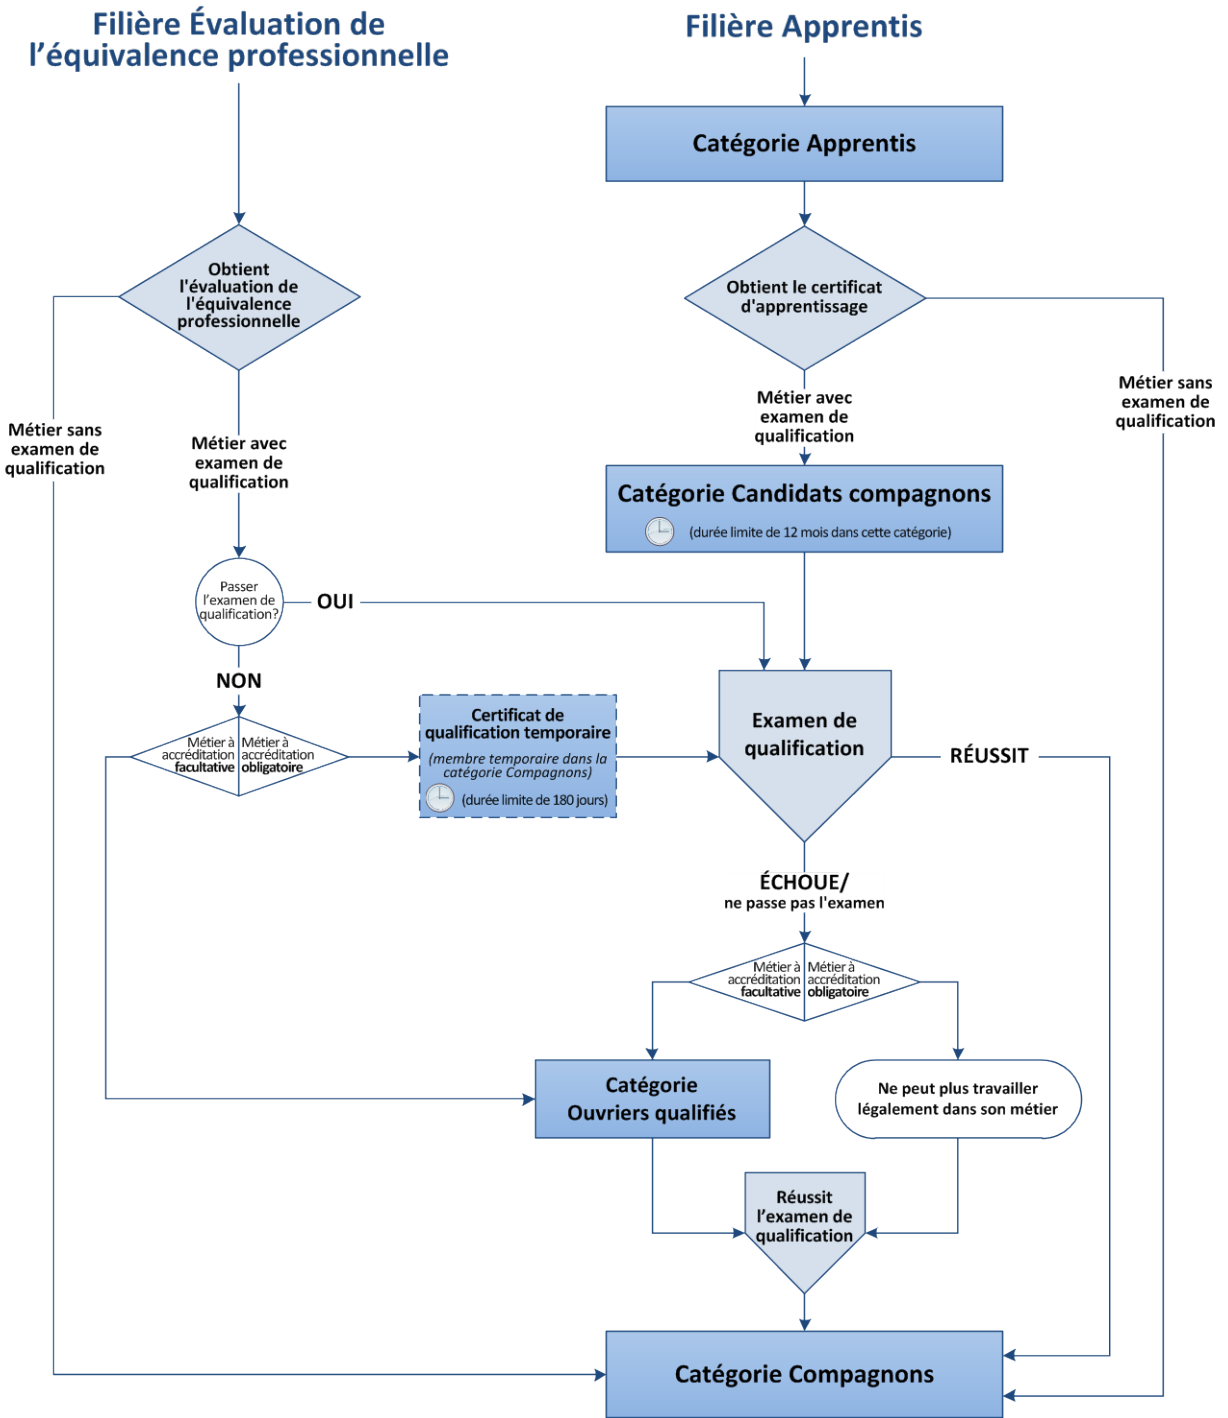 Filière Évaluation de
l’équivalence professionnelle
Filière Apprentis
Catégorie Apprentis
Obtient
l'évaluation de
l'équivalence
professionnelle
Obtient le certificat
d'apprentissage
Métier sans
examen de
qualification
Métier avec
examen de
qualification
Métier avec
examen de
qualification
Métier sans
examen de
qualification
Catégorie Candidats compagnons
(durée limite de 12 mois dans cette catégorie)
Passer
l’examen de
qualification?
OUI
NON
Métier à
accréditation
facultative
Métier à
accréditation
obligatoire
Certificat de
qualification temporaire
(membre temporaire dans la
catégorie Compagnons)
(durée limite de 180 jours)
Examen de
qualification
RÉUSSIT
ÉCHOUE/
ne passe pas l'examen
Métier à
accréditation
facultative
Métier à
accréditation
obligatoire
Catégorie
Ouvriers qualifiés
Ne peut plus travailler
légalement dans son métier
Réussit
l’examen de
qualification
Catégorie Compagnons